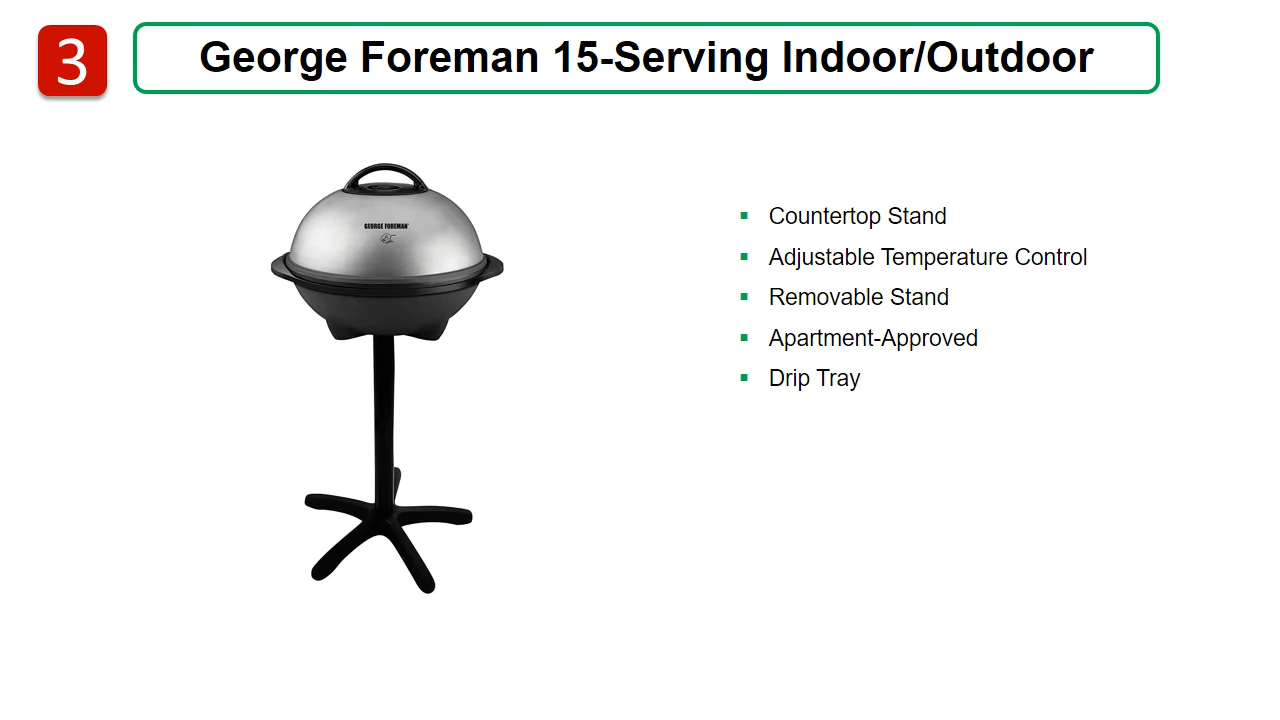 3
George Foreman 15-Serving Indoor/Outdoor
GEORGE FOREMAN
Countertop Stand
Adjustable Temperature Control
Removable Stand
Apartment-Approved
Drip Tray